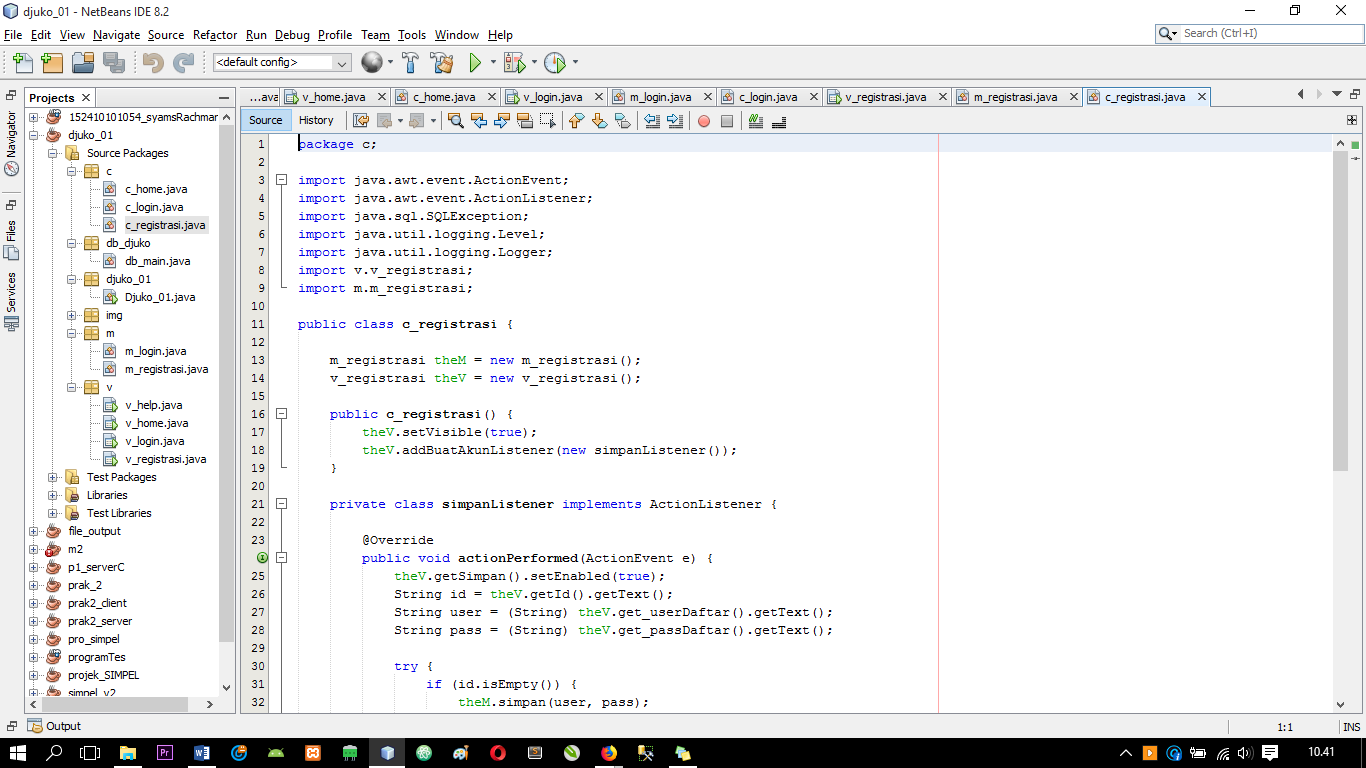 djuko_01 - NetBeans IDE 8.2
File Edit View Navigate Source Refactor Run Debug Profile Team Tools Window Help
Search (Ctrl+I)
<default config>
Projects
...ava v_home.java c_home.java v_login.java m_login.java c_login.java v_registrasi.java m_registrasi.java c_registrasi.java
Source History
Navigator
Files
Services
152410101054_syamsRachmar
djuko_01
Source Packages
c
c_home.java
c_login.java
c_registrasi.java
db_djuko
db_main.java
djuko_01
Djuko_01.java
img
m
m_login.java
m_registrasi.java
v
v_help.java
v_home.java
v_login.java
v_registrasi.java
Test Packages
Libraries
Test Libraries
file_output
m2
p1_serverC
prak_2
prak2_client
prak2_server
pro_simpel
programTes
projek_SIMPEL
simpel_v2
1 package c;
2
3 import java.awt.event.ActionEvent;
4 import java.awt.event.ActionListener;
5 import java.sql.SQLException;
6 import java.util.logging.Level;
7 import java.util.logging.Logger;
8 import v.v_registrasi;
9 import m.m_registrasi;
10
11 public class c_registrasi {
12
13 m_registrasi theM = new m_registrasi();
14 v_registrasi theV = new v_registrasi();
15
16 public c_registrasi() {
17 theV.setVisible(true);
18 theV.addBuatAkunListener(new simpanListener());
19 }
20
21 private class simpanListener implements ActionListener {
22
23 @Override
public void actionPerformed(ActionEvent e) {
25 theV.getSimpan().setEnabled(true);
26 String id = theV.getId().getText();
27 String user = (String) theV.get_userDaftar().getText();
28 String pass = (String) theV.get_passDaftar().getText();
29
30 try {
31 if (id.isEmpty()) {
32 theM.simpan(user, pass);
Output
1:1 INS
Pr
10.41